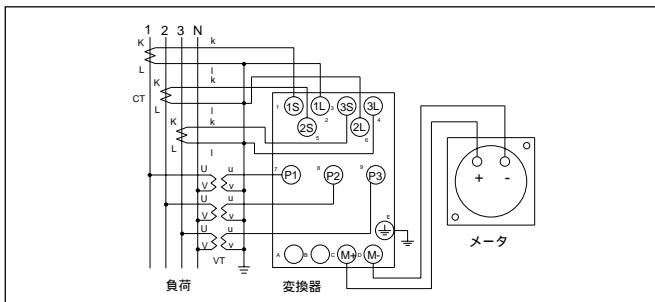 1 2 3 N
K k
L l
K k
CT L l
K k
L l
1 1S 1L 2 3 3S 3L 4
2S 5 2L 6
U u 7 P1 8 P2 9 P3
V v
U u
V v
U u
V v
E
VT
A B C M+ D M-
負荷 変換器
+ -
メータ